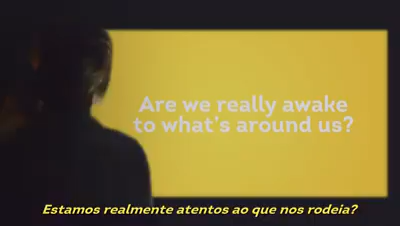 Are we really awake
to what's around us?
Estamos realmente atentos ao que nos rodeia?